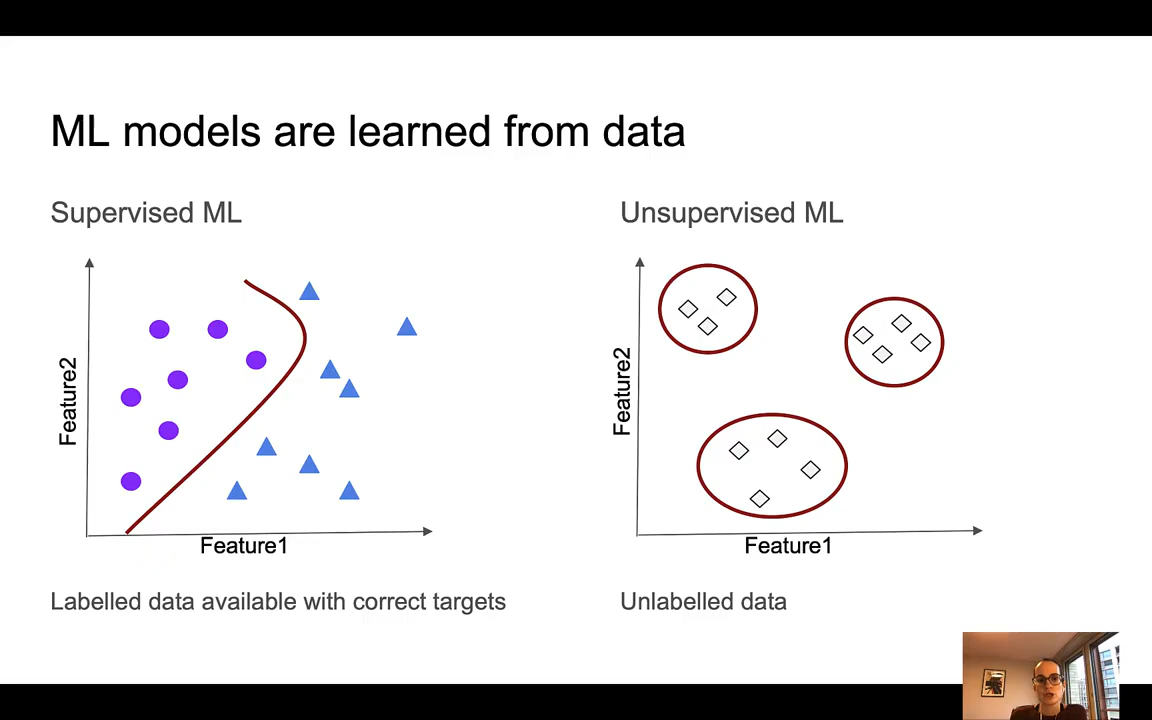 ML models are learned from data
Supervised ML
Feature2
Feature1
Labelled data available with correct targets
Unsupervised ML
Feature2
Feature1
Unlabelled data